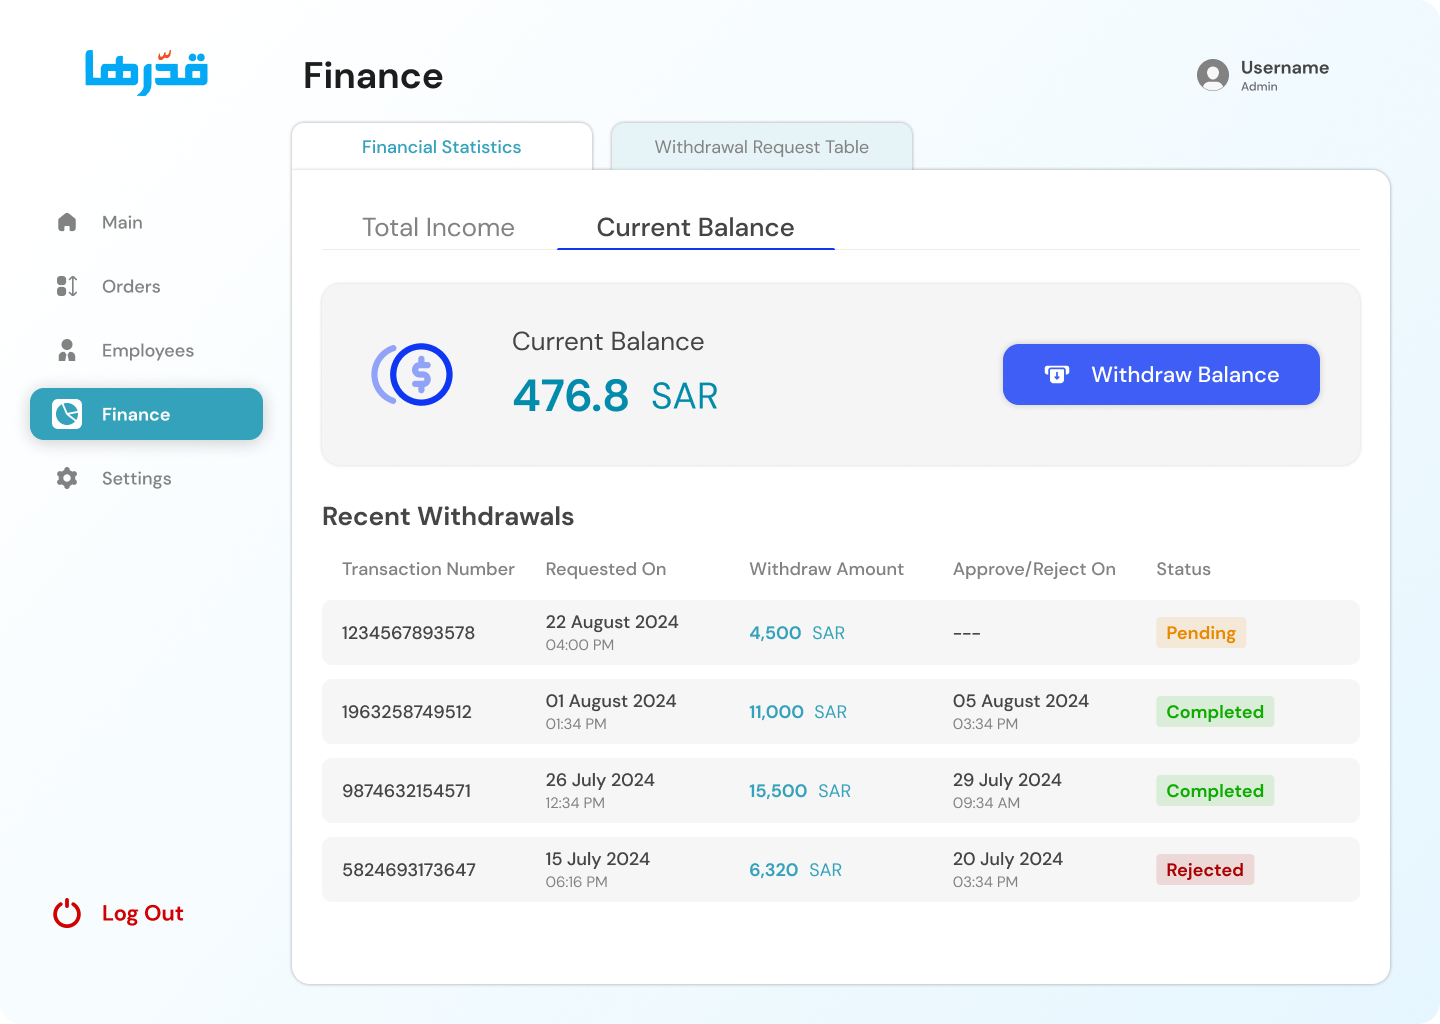 قدّرها
Finance
Username
Admin
Financial Statistics
Withdrawal Request Table
Main
Orders
Employees
Finance
Settings
Log Out
Total Income
Current Balance
Current Balance
476.8 SAR
Withdraw Balance
Recent Withdrawals
Transaction Number Requested On Withdraw Amount Approve/Reject On Status
1234567893578 22 August 2024 4,500 SAR --- Pending
04:00 PM
1963258749512 01 August 2024 11,000 SAR 05 August 2024 Completed
01:34 PM 03:34 PM
9874632154571 26 July 2024 15,500 SAR 29 July 2024 Completed
12:34 PM 09:34 AM
5824693173647 15 July 2024 6,320 SAR 20 July 2024 Rejected
06:16 PM 03:34 PM